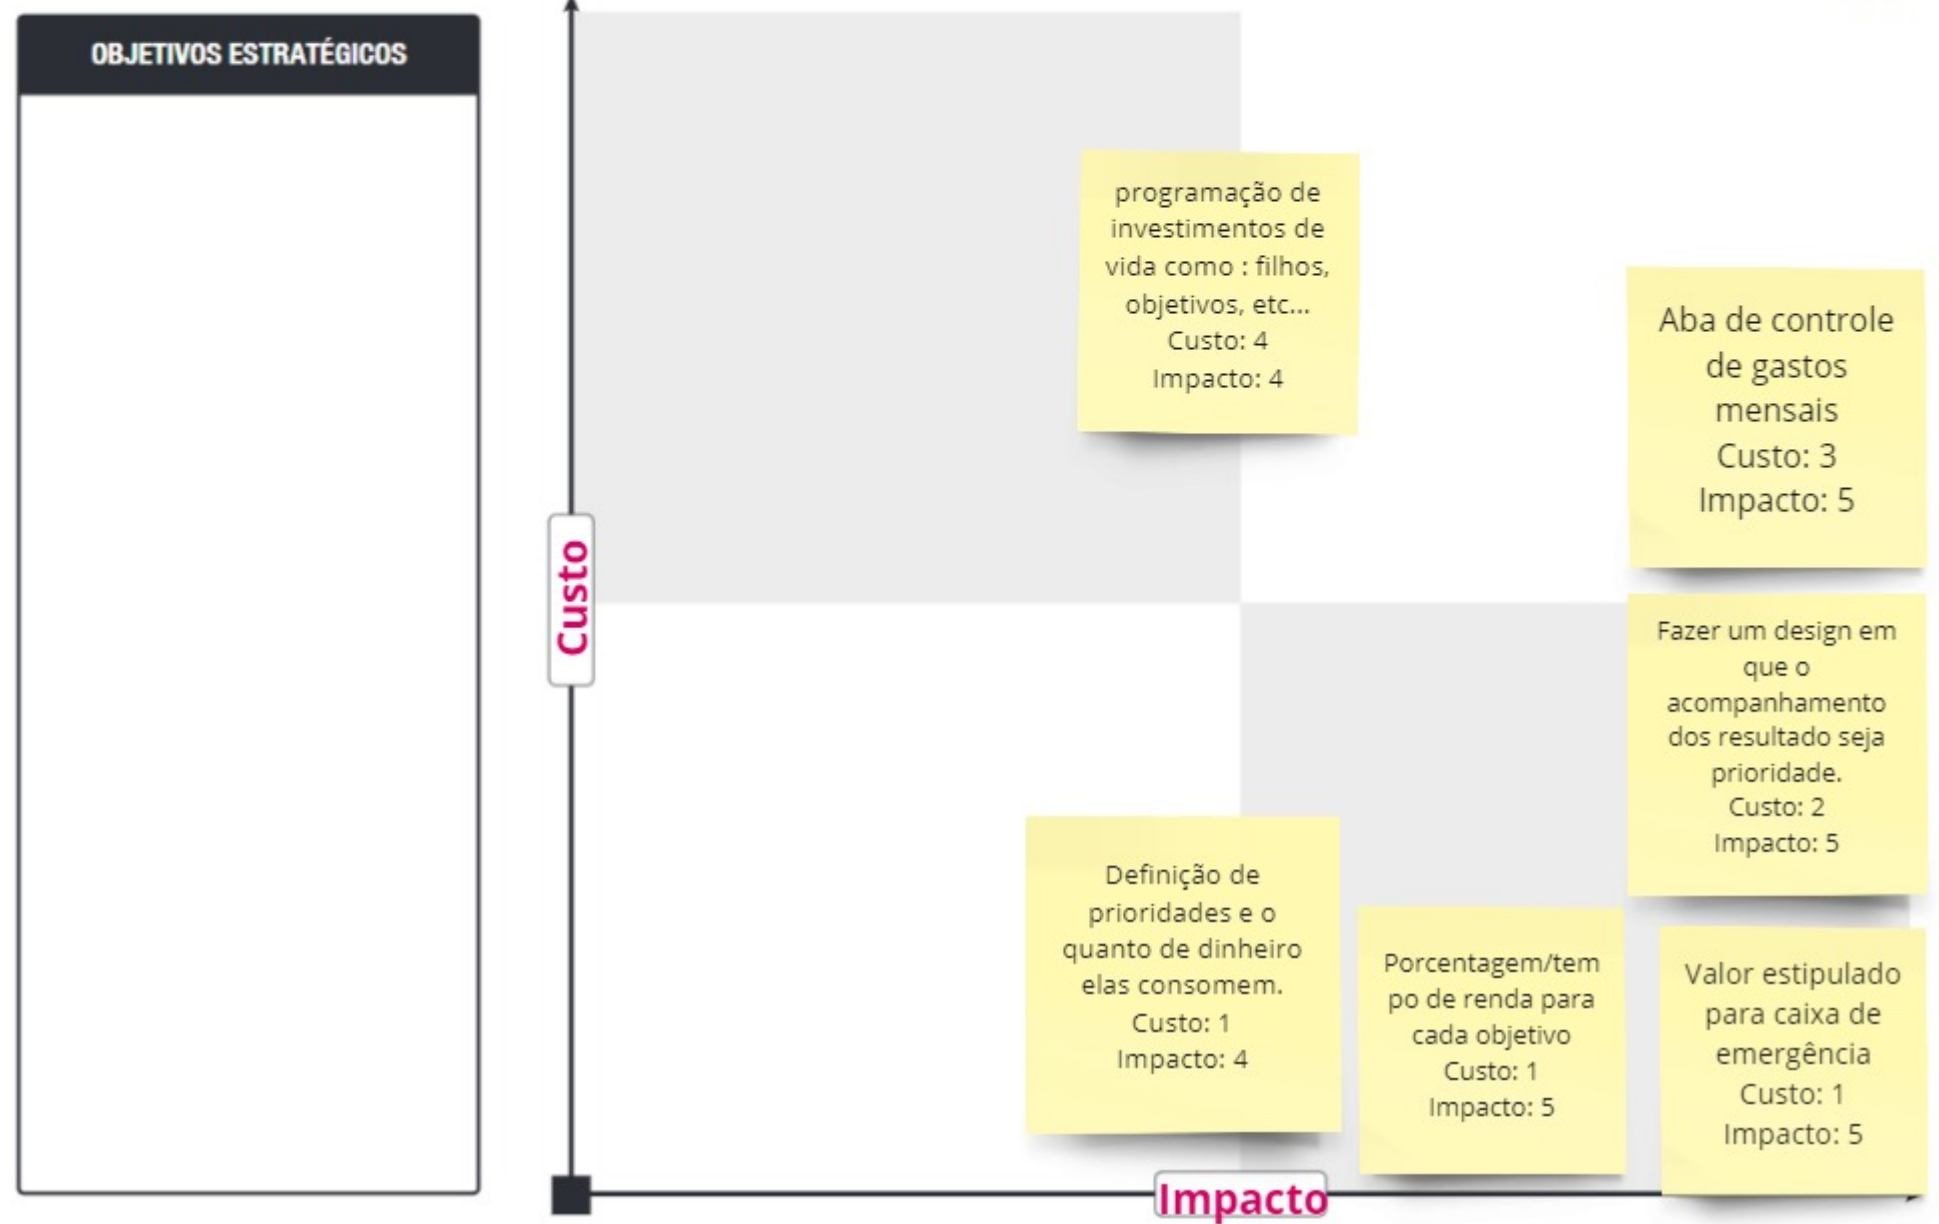 OBJETIVOS ESTRATÉGICOS
programação de
investimentos de
vida como : filhos,
objetivos, etc...
Custo: 4
Impacto: 4
Aba de controle
de gastos
mensais
Custo: 3
Impacto: 5
Custo
Fazer um design em
que o
acompanhamento
dos resultado seja
prioridade.
Custo: 2
Impacto: 5
Definição de
prioridades e o
quanto de dinheiro
elas consomem.
Custo: 1
Impacto: 4
Porcentagem/tem
po de renda para
cada objetivo
Custo: 1
Impacto: 5
Valor estipulado
para caixa de
emergência
Custo: 1
Impacto: 5
Impacto